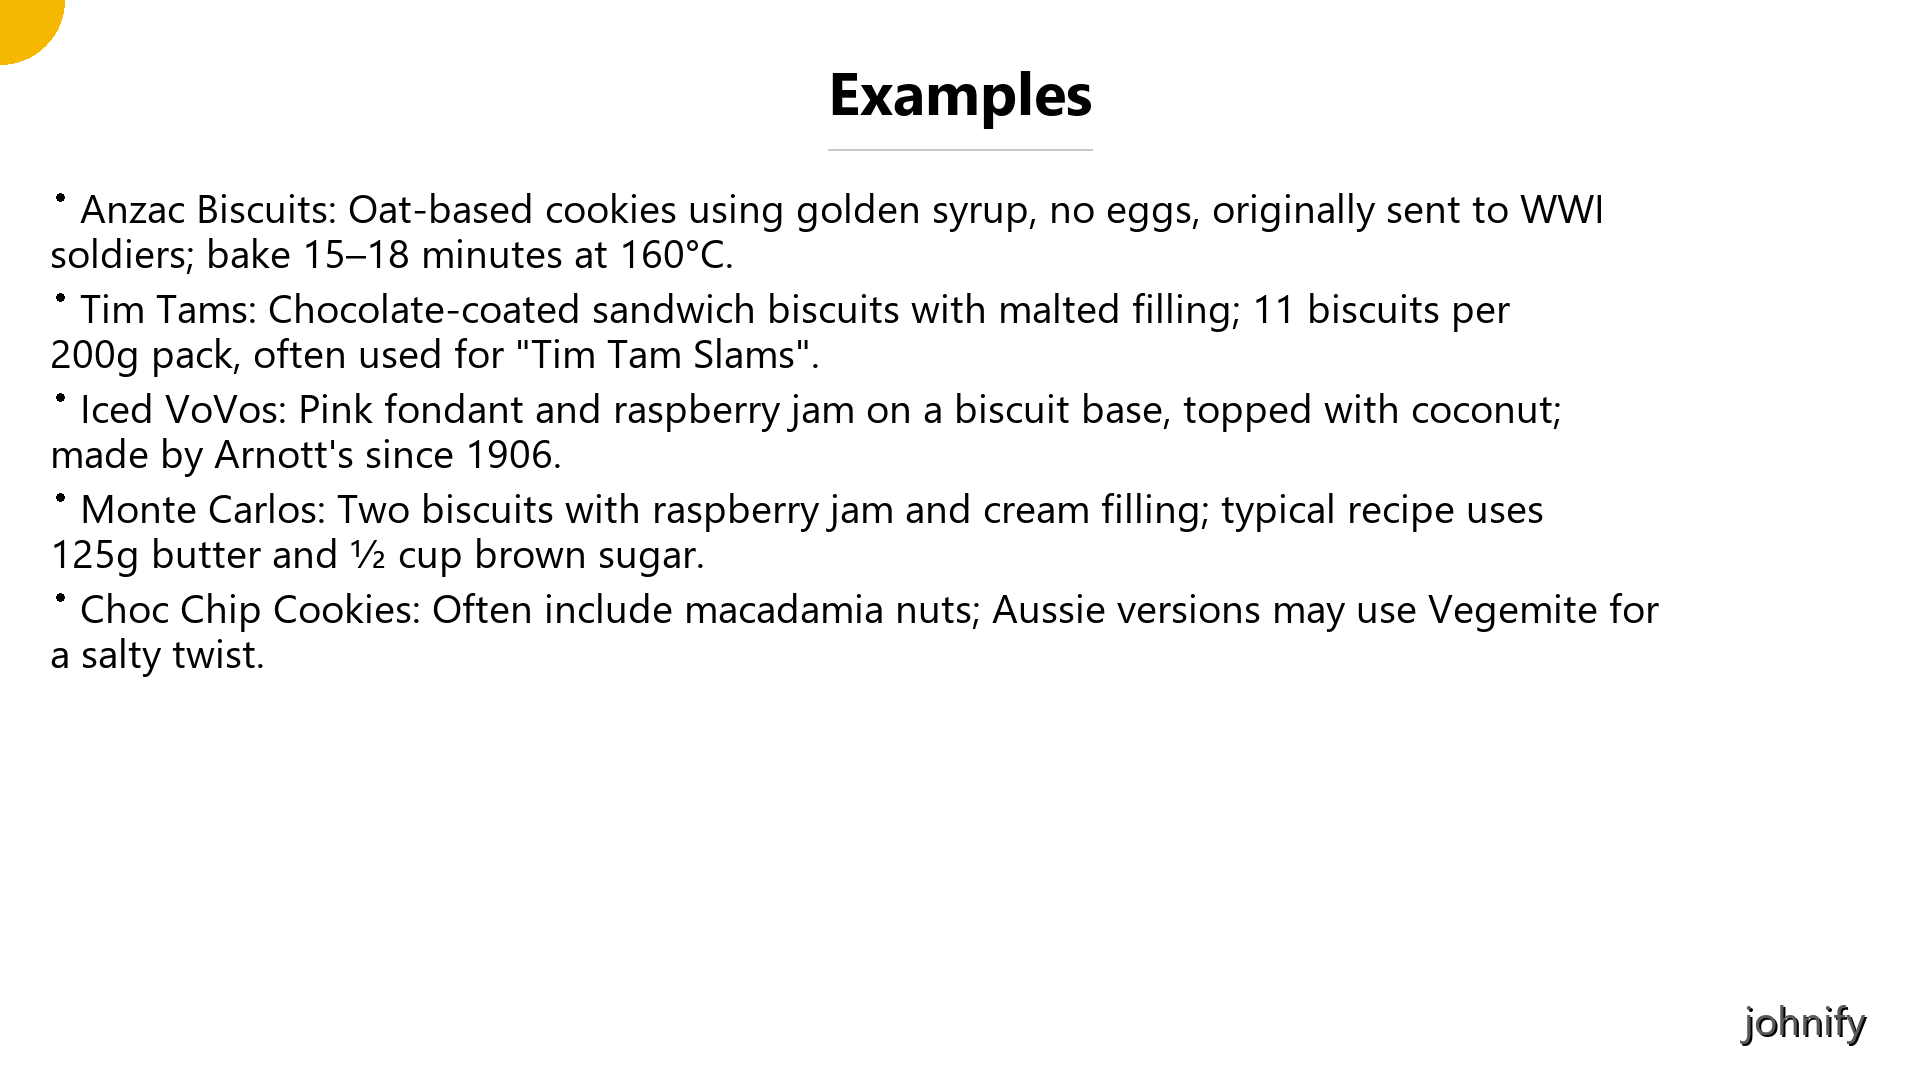 Examples
• Anzac Biscuits: Oat-based cookies using golden syrup, no eggs, originally sent to WWI
soldiers; bake 15–18 minutes at 160°C.
• Tim Tams: Chocolate-coated sandwich biscuits with malted filling; 11 biscuits per
200g pack, often used for "Tim Tam Slams".
• Iced VoVos: Pink fondant and raspberry jam on a biscuit base, topped with coconut;
made by Arnott's since 1906.
• Monte Carlos: Two biscuits with raspberry jam and cream filling; typical recipe uses
125g butter and ½ cup brown sugar.
• Choc Chip Cookies: Often include macadamia nuts; Aussie versions may use Vegemite for
a salty twist.
johnify